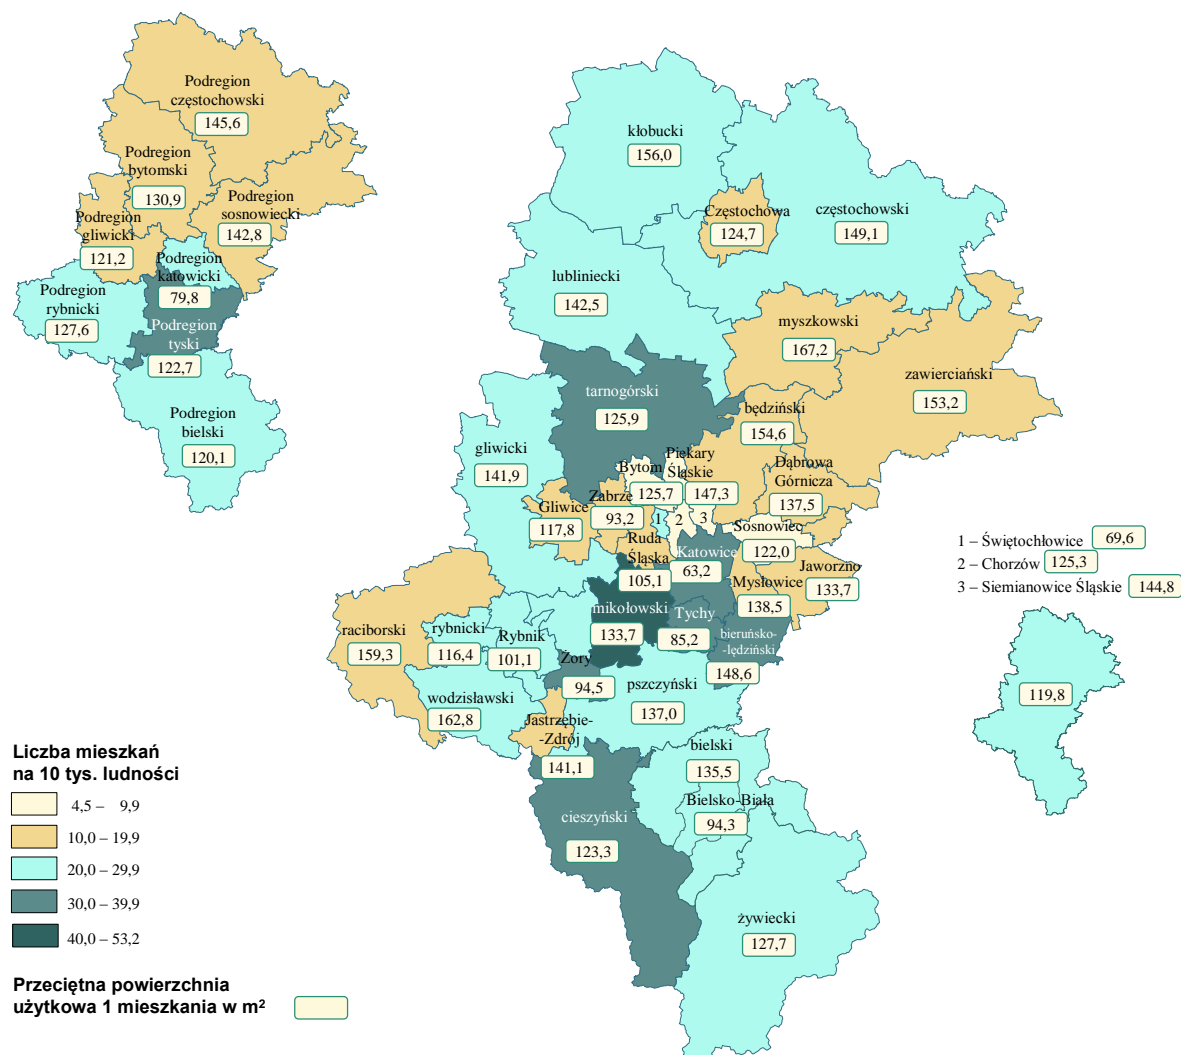 Podregion
częstochowski
145,6
Podregion
bytomski
130,9
Podregion
sosnowiecki
142,8
Podregion
gliwicki
121,2
Podregion
katowicki
79,8
Podregion
rybnicki
127,6
Podregion
tyski
122,7
Podregion
bielski
120,1
kłobucki
156,0
Częstochowa
124,7
częstochowski
149,1
lubliniecki
142,5
myszkowski
167,2
zawierciański
153,2
tarnogórski
125,9
będziński
154,6
gliwicki
141,9
Bytom
125,7
Piekary
Śląskie
147,3
Dąbrowa
Górnicza
137,5
Gliwice
117,8
Zabrze
93,2
1
2
3
Sosnowiec
122,0
Ruda
Śląska
105,1
Katowice
63,2
Mysłowice
138,5
Jaworzno
133,7
mikołowski
133,7
Tychy
85,2
bieruńsko-
-lędziński
148,6
raciborski
159,3
rybnicki
116,4
Rybnik
101,1
Żory
94,5
pszczyński
137,0
wodzisławski
162,8
Jastrzębie-
-Zdrój
141,1
bielski
135,5
Bielsko-Biała
94,3
cieszyński
123,3
żywiecki
127,7
1 – Świętochłowice 69,6
2 – Chorzów 125,3
3 – Siemianowice Śląskie 144,8
119,8
Liczba mieszkań
na 10 tys. ludności
4,5 – 9,9
10,0 – 19,9
20,0 – 29,9
30,0 – 39,9
40,0 – 53,2
Przeciętna powierzchnia
użytkowa 1 mieszkania w m²